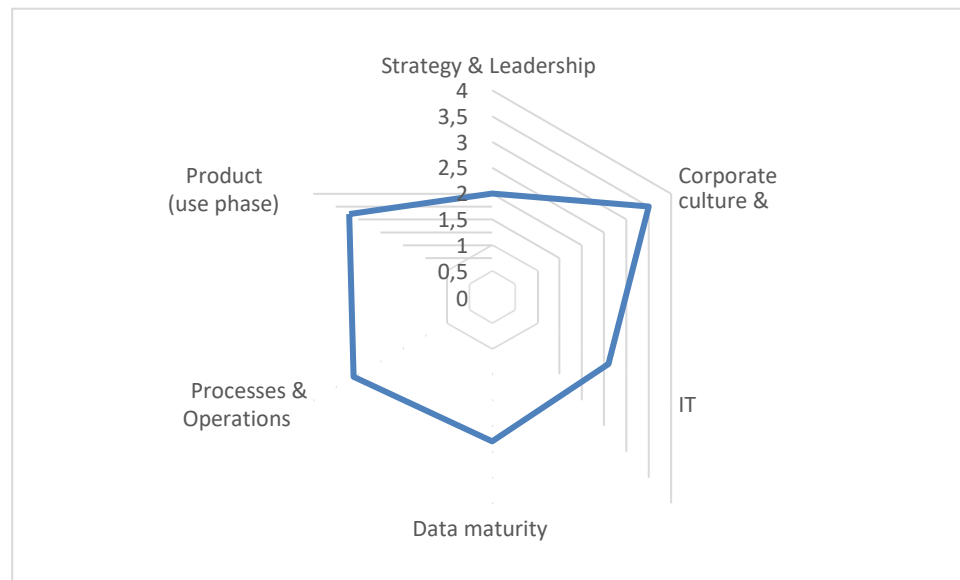 Strategy & Leadership
4
3,5
3
2,5
2
1,5
1
0,5
0
Corporate
culture &
IT
Data maturity
Processes &
Operations
Product
(use phase)